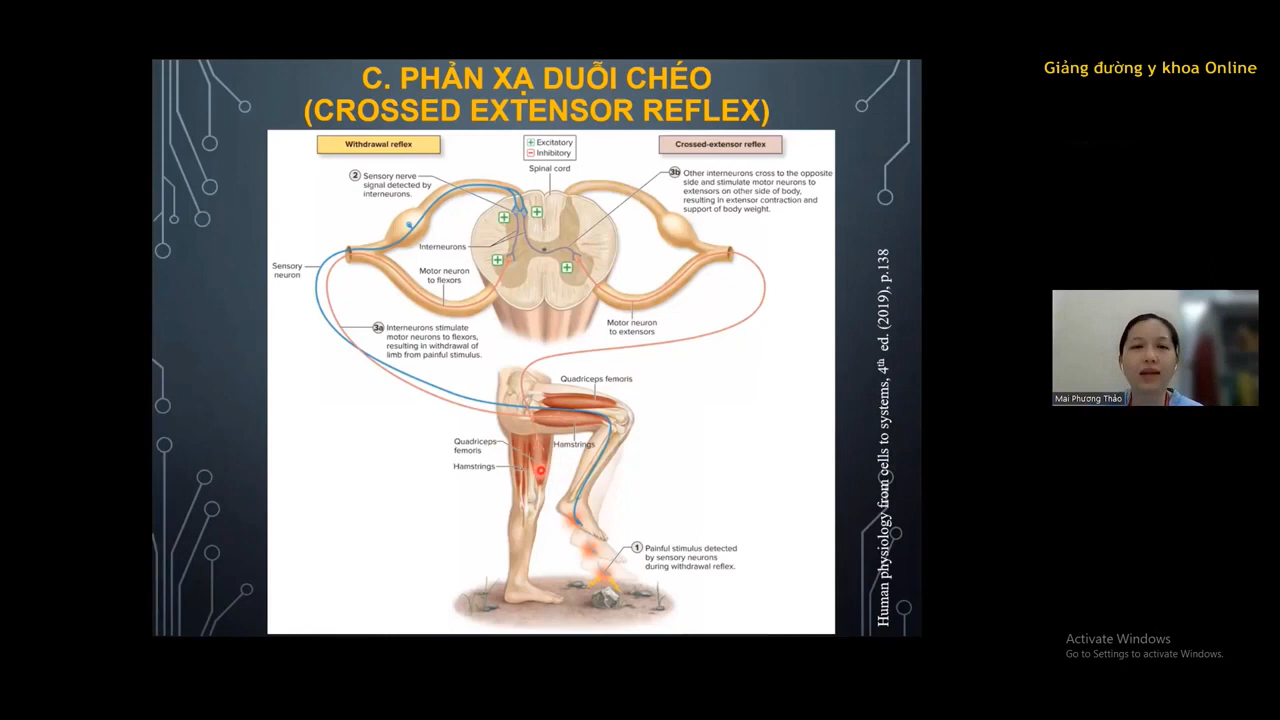 Giảng đường y khoa Online
C. PHẢN XẠ DUỖI CHÉO
(CROSSED EXTENSOR REFLEX)
Withdrawal reflex
+ Excitatory
− Inhibitory
Crossed-extensor reflex
Spinal cord
2 Sensory nerve
signal detected by
interneurons.
3b Other interneurons cross to the opposite
side and stimulate motor neurons to
extensors on other side of body,
resulting in extensor contraction and
support of body weight.
Interneurons
Sensory
neuron
Motor neuron
to flexors
Motor neuron
to extensors
3a Interneurons stimulate
motor neurons to flexors,
resulting in withdrawal of
limb from painful stimulus.
Quadriceps femoris
Hamstrings
Quadriceps
femoris
Hamstrings
1 Painful stimulus detected
by sensory neurons
during withdrawal reflex.
Human physiology from cells to systems, 4th ed. (2019), p.138
Mai Phương Thảo
Activate Windows
Go to Settings to activate Windows.